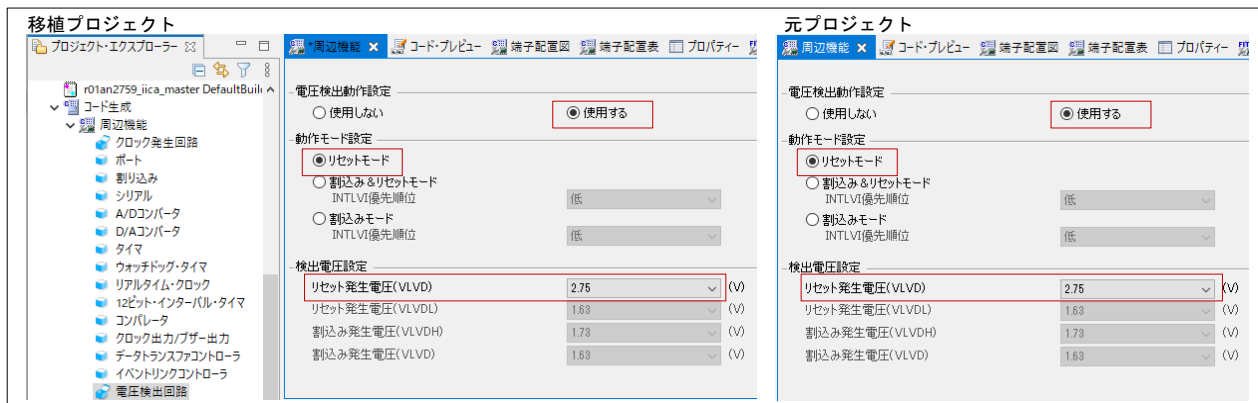 移植プロジェクト
プロジェクト・エクスプローラー
r01an2759_iica_master DefaultBuil
コード生成
周辺機能
クロック発生回路
ポート
割り込み
シリアル
A/Dコンバータ
D/Aコンバータ
タイマ
ウォッチドッグ・タイマ
リアルタイム・クロック
12ビット・インターバル・タイマ
コンパレータ
クロック出力/ブザー出力
データトランスファコントローラ
イベントリンクコントローラ
電圧検出回路
*周辺機能 コード・プレビュー 端子配置図 端子配置表 プロパティー
電圧検出動作設定
使用しない 使用する
動作モード設定
リセットモード
割込み&リセットモード
INTLVI優先順位 低
割込みモード
INTLVI優先順位 低
検出電圧設定
リセット発生電圧(VLVD) 2.75 (V)
リセット発生電圧(VLVDL) 1.63 (V)
割込み発生電圧(VLVDH) 1.73 (V)
割込み発生電圧(VLVD) 1.63 (V)
元プロジェクト
周辺機能 コード・プレビュー 端子配置図 端子配置表 プロパティー
電圧検出動作設定
使用しない 使用する
動作モード設定
リセットモード
割込み&リセットモード
INTLVI優先順位 低
割込みモード
INTLVI優先順位 低
検出電圧設定
リセット発生電圧(VLVD) 2.75 (V)
リセット発生電圧(VLVDL) 1.63 (V)
割込み発生電圧(VLVDH) 1.73 (V)
割込み発生電圧(VLVD) 1.63 (V)